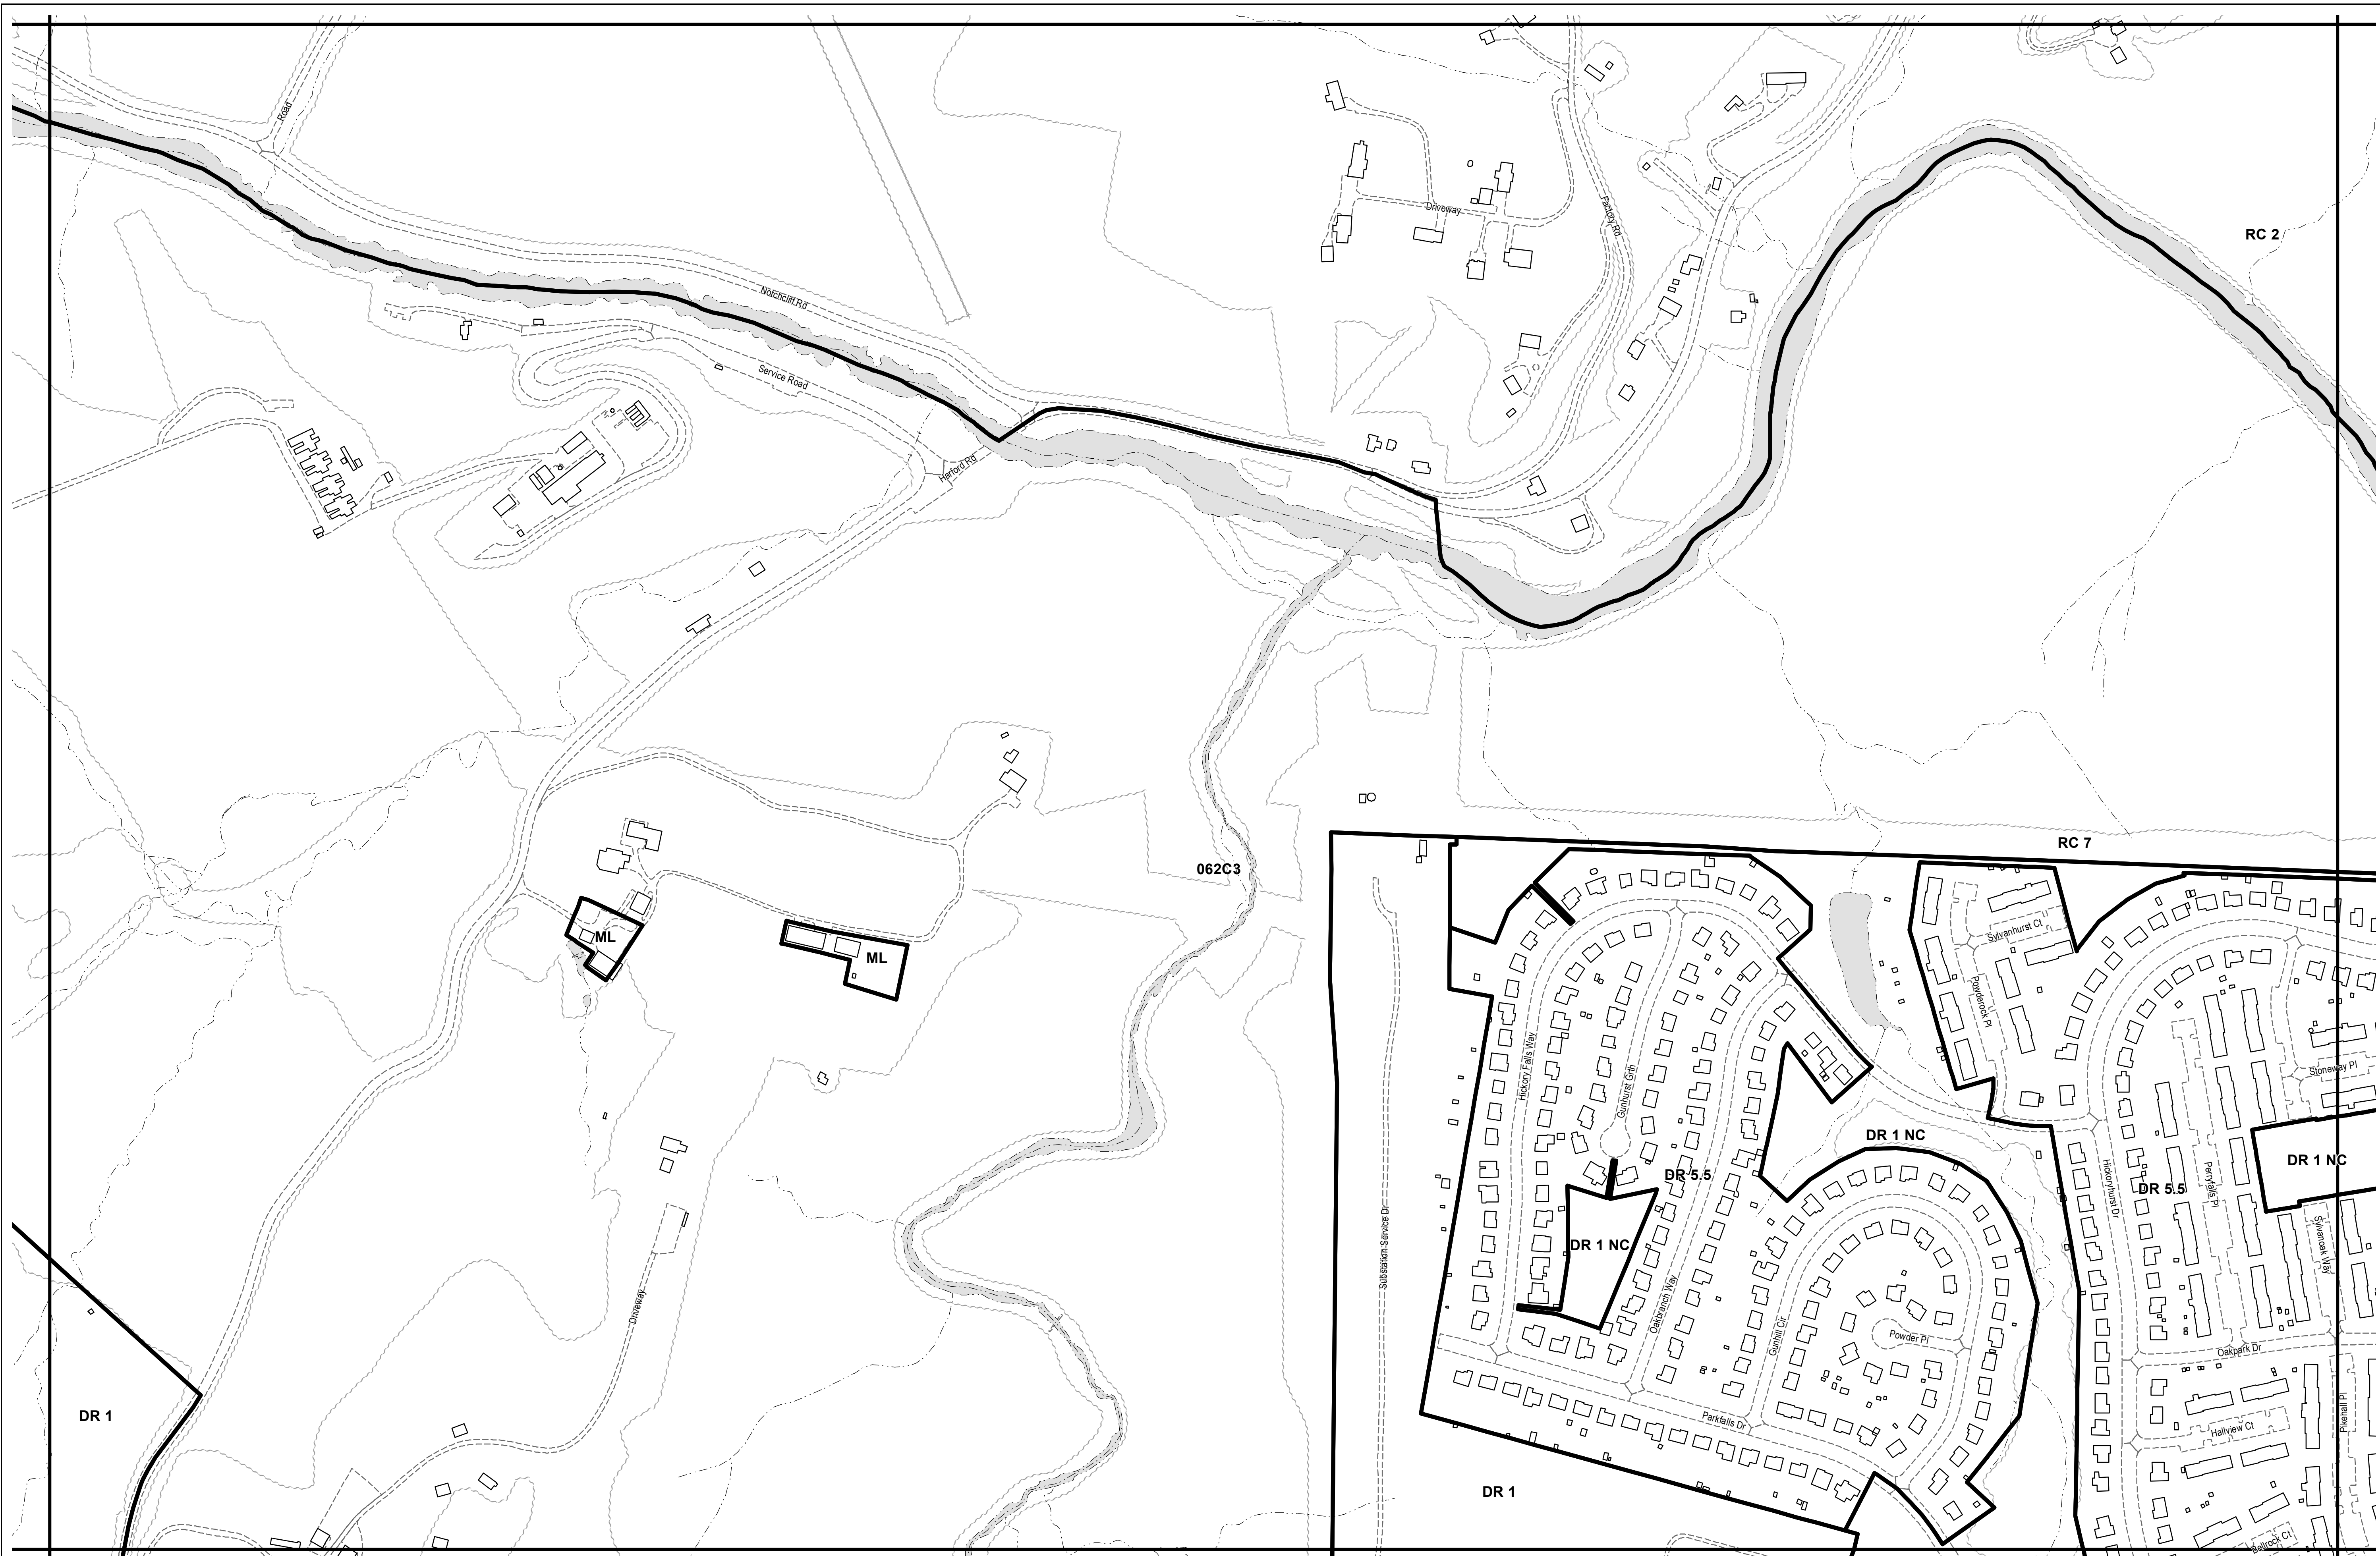 Road
Driveway
Factory Rd
RC 2
Notchcliff Rd
Service Road
Harford Rd
RC 7
062C3
ML
ML
Sylvanhurst Ct
Powderock Pl
Hickory Falls Way
Gunhurst Grth
Stoneway Pl
DR 1 NC
DR 1 NC
DR 5.5
DR 5.5
Hickoryhurst Dr
Perryfalls Pl
Substation Service Dr
DR 1 NC
Sylvanoak Way
Oakbranch Way
Gunhill Cir
Powder Pl
Driveway
Oakpark Dr
DR 1
Parkfalls Dr
Hallview Ct
Pikehall Pl
DR 1
Bellrock Ct